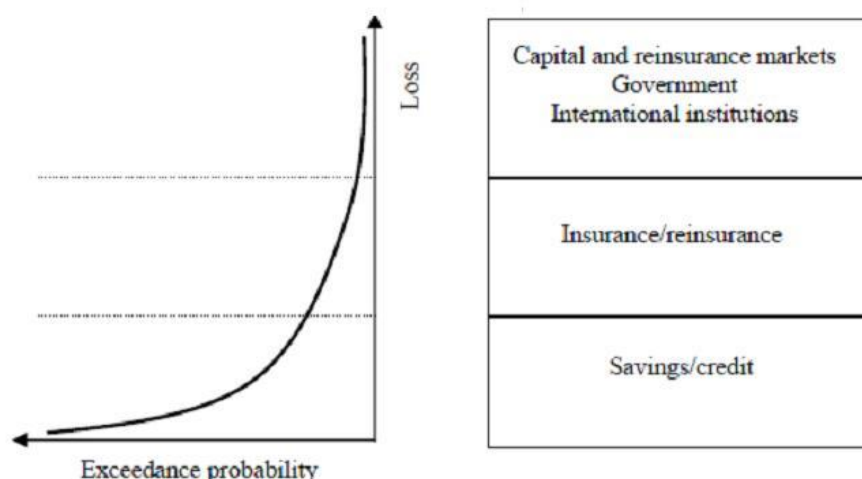 Loss
Exceedance probability
Capital and reinsurance markets
Government
International institutions
Insurance/reinsurance
Savings/credit